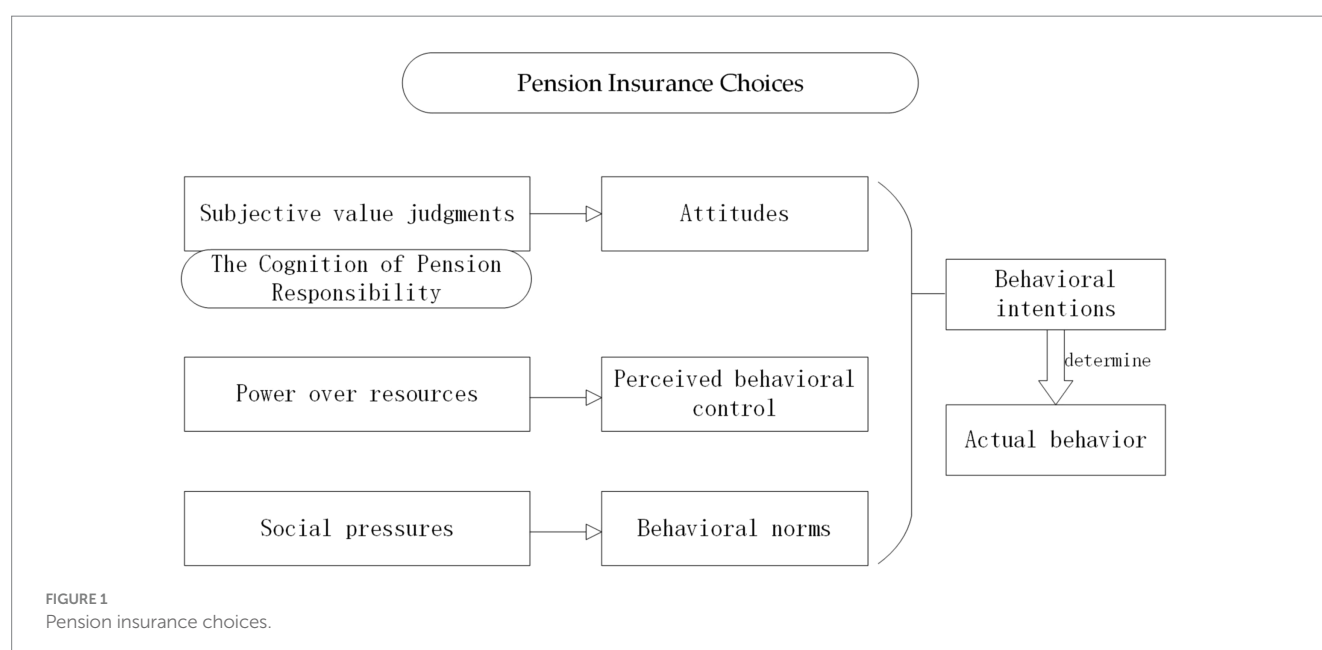 Pension Insurance Choices
Subjective value judgments
Attitudes
The Cognition of Pension
Responsibility
Behavioral
intentions
determine
Power over resources
Perceived behavioral
control
Actual behavior
Social pressures
Behavioral norms
FIGURE 1
Pension insurance choices.